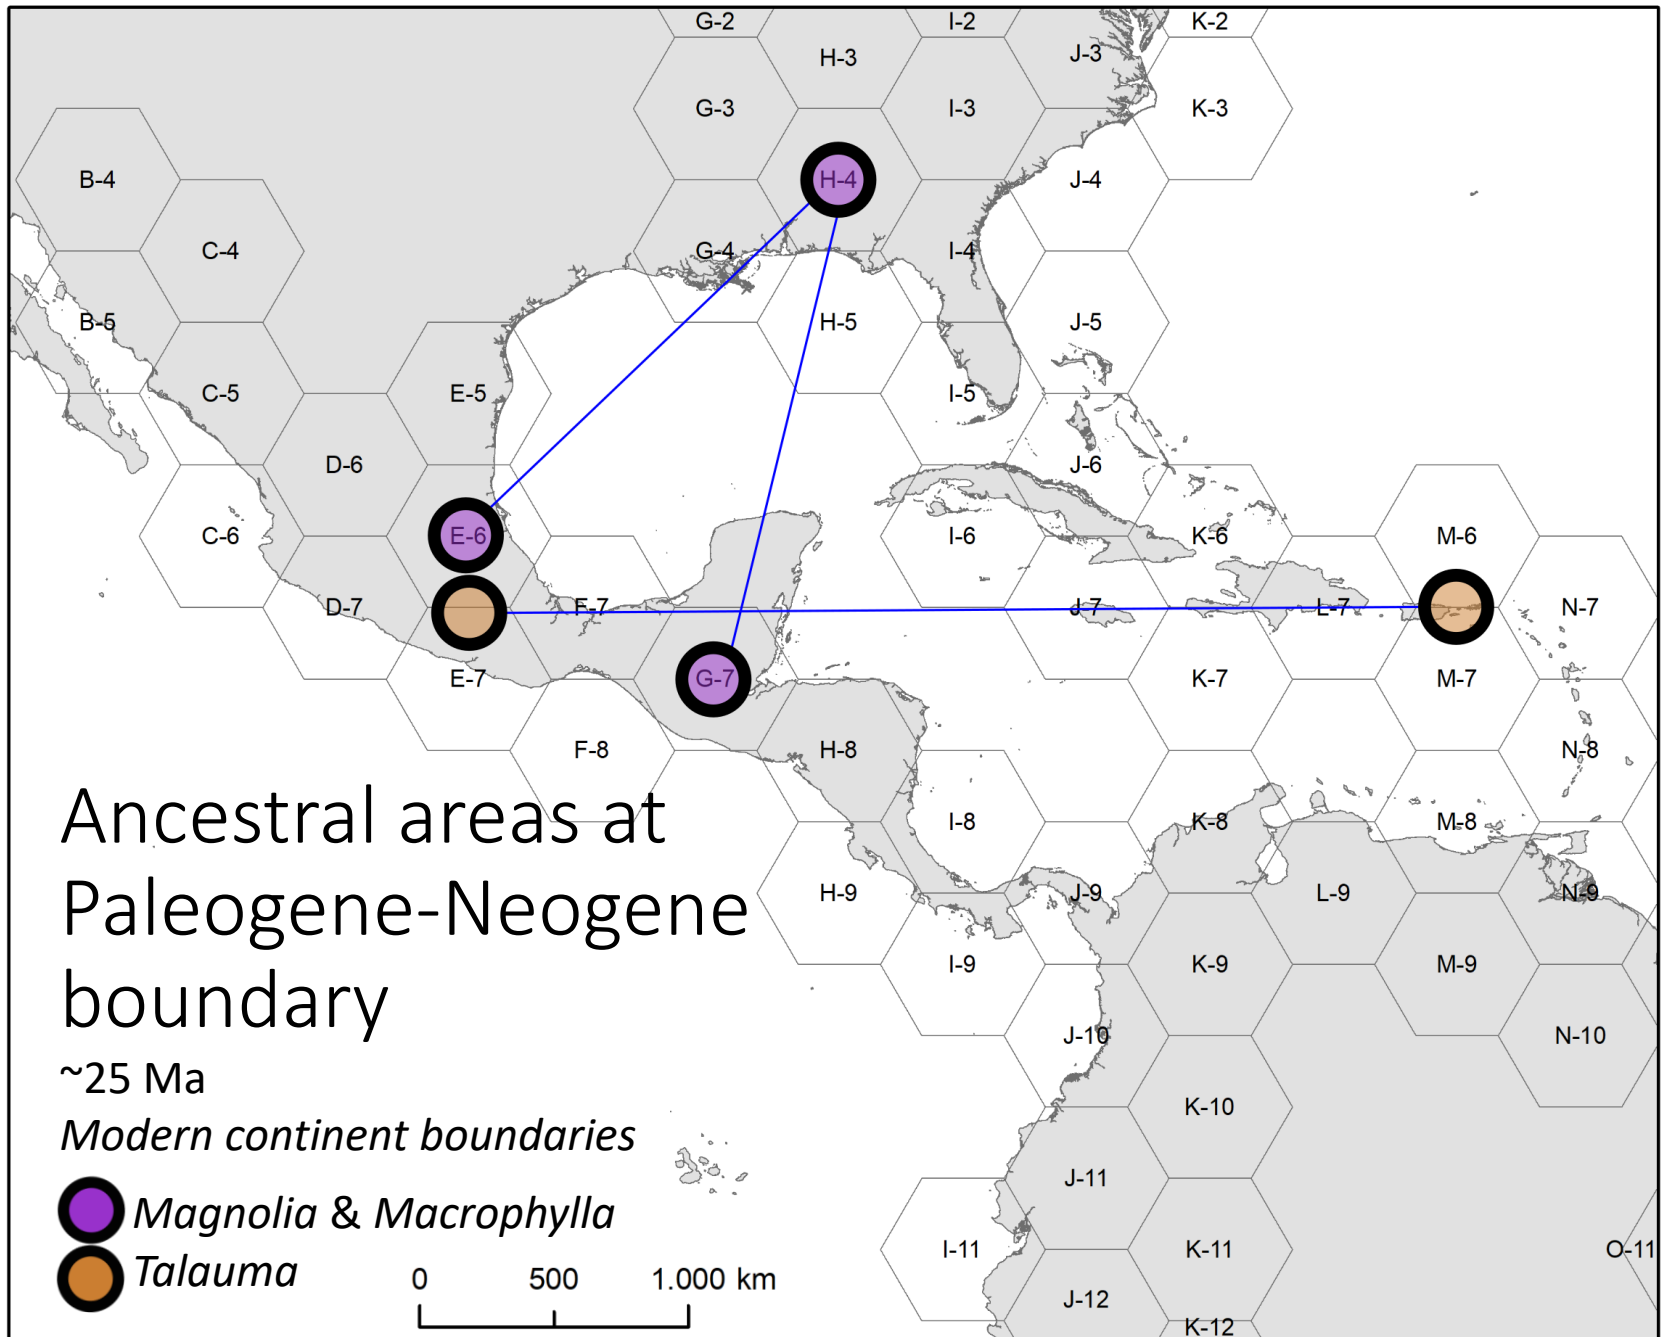 G-2
I-2
K-2
H-3
J-3
G-3
I-3
K-3
B-4
H-4
J-4
C-4
G-4
I-4
B-5
H-5
J-5
C-5
E-5
I-5
D-6
J-6
C-6
E-6
I-6
K-6
M-6
D-7
F-7
J-7
L-7
N-7
E-7
G-7
K-7
M-7
F-8
H-8
N-8
I-8
K-8
M-8
H-9
J-9
L-9
N-9
I-9
K-9
M-9
J-10
N-10
K-10
J-11
I-11
K-11
O-11
J-12
K-12
Ancestral areas at
Paleogene-Neogene
boundary
~25 Ma
Modern continent boundaries
Magnolia & Macrophylla
Talauma
0 500 1.000 km